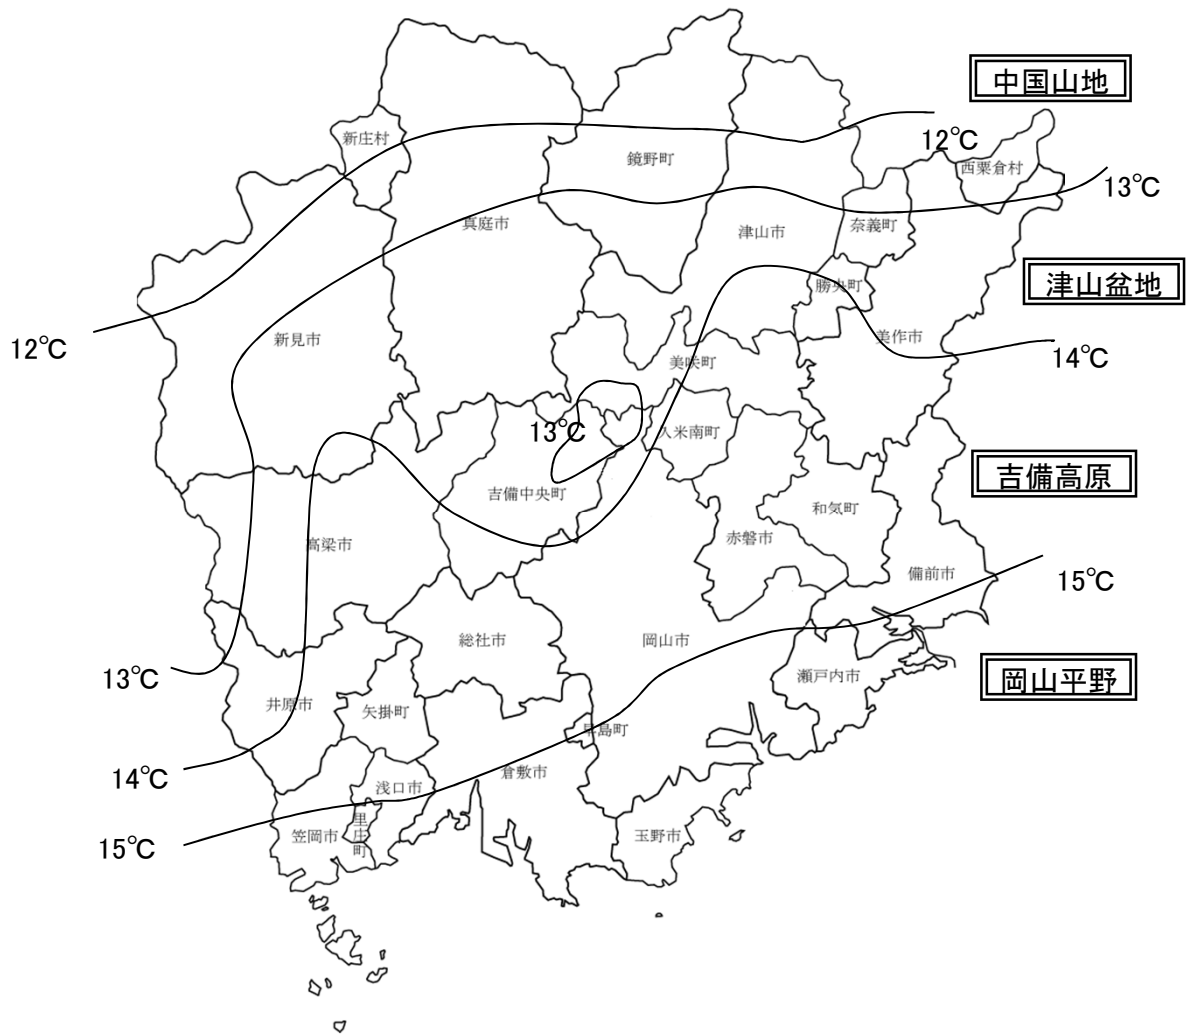 中国山地
新庄村
12℃
鏡野町
西粟倉村
13℃
真庭市
奈義町
津山市
津山盆地
勝央町
新見市
美作市
12℃
14℃
美咲町
13℃
久米南町
吉備高原
吉備中央町
和気町
赤磐市
高梁市
備前市
15℃
総社市
岡山市
瀬戸内市
岡山平野
13℃
井原市
矢掛町
早島町
倉敷市
14℃
浅口市
里庄町
笠岡市
玉野市
15℃